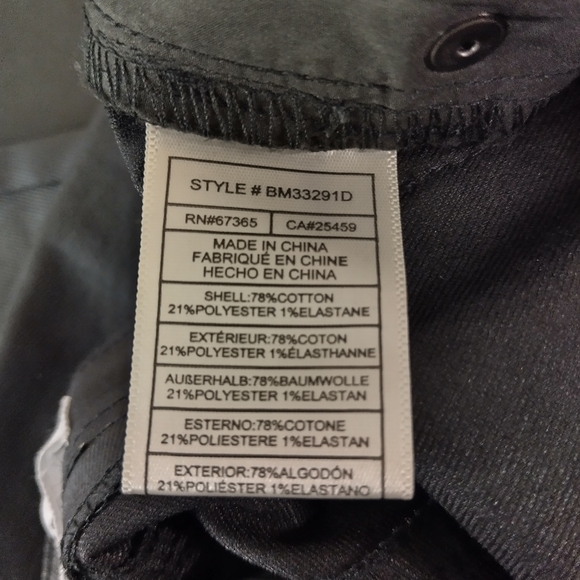 STYLE # BM33291D
RN#67365 CA#25459
MADE IN CHINA
FABRIQUÉ EN CHINE
HECHO EN CHINA
SHELL:78%COTTON
21%POLYESTER 1%ELASTANE
EXTÉRIEUR:78%COTON
21%POLYESTER 1%ÉLASTHANNE
AUßERHALB:78%BAUMWOLLE
21%POLYESTER 1%ELASTAN
ESTERNO:78%COTONE
21%POLIESTERE 1%ELASTAN
EXTERIOR:78%ALGODÓN
21%POLIÉSTER 1%ELASTANO